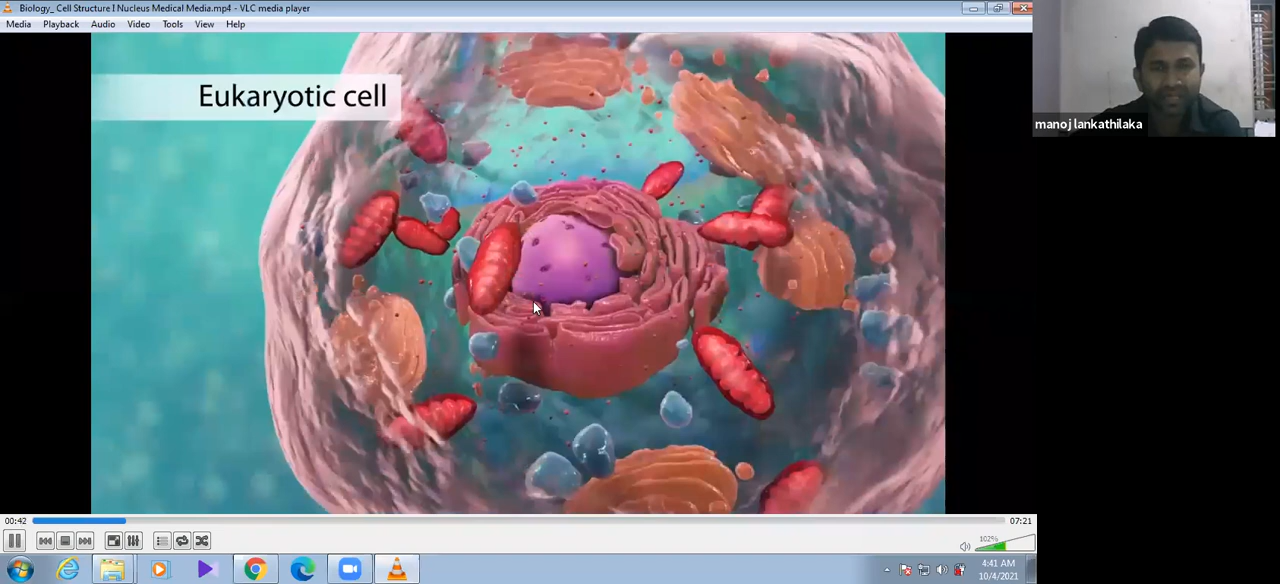 Biology_ Cell Structure I Nucleus Medical Media.mp4 - VLC media player
Media Playback Audio Video Tools View Help
Eukaryotic cell
manoj lankathilaka
00:42
07:21
102%
4:41 AM
10/4/2021